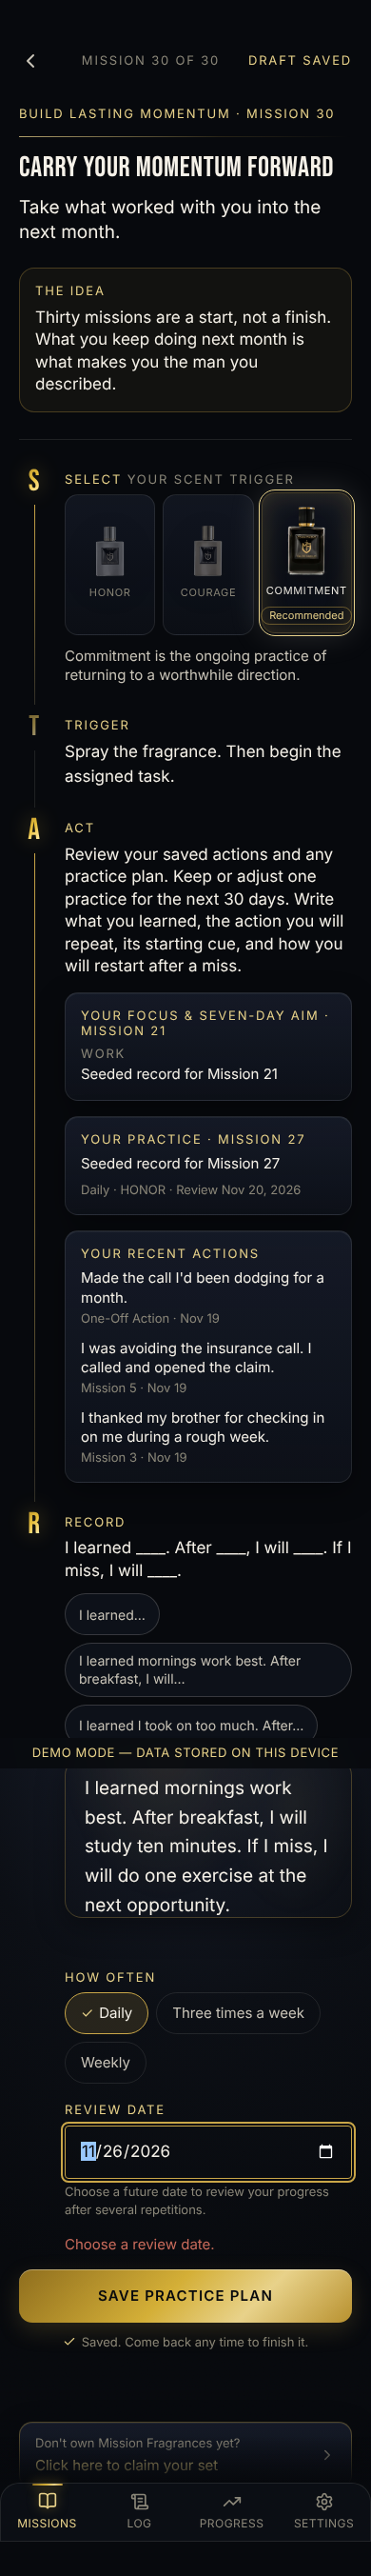 MISSION 30 OF 30
DRAFT SAVED
BUILD LASTING MOMENTUM · MISSION 30
CARRY YOUR MOMENTUM FORWARD
Take what worked with you into the
next month.
THE IDEA
Thirty missions are a start, not a finish.
What you keep doing next month is
what makes you the man you
described.
S
SELECT YOUR SCENT TRIGGER
HONOR
COURAGE
COMMITMENT
Recommended
Commitment is the ongoing practice of
returning to a worthwhile direction.
T
TRIGGER
Spray the fragrance. Then begin the
assigned task.
A
ACT
Review your saved actions and any
practice plan. Keep or adjust one
practice for the next 30 days. Write
what you learned, the action you will
repeat, its starting cue, and how you
will restart after a miss.
YOUR FOCUS & SEVEN-DAY AIM ·
MISSION 21
WORK
Seeded record for Mission 21
YOUR PRACTICE · MISSION 27
Seeded record for Mission 27
Daily · HONOR · Review Nov 20, 2026
YOUR RECENT ACTIONS
Made the call I'd been dodging for a
month.
One-Off Action · Nov 19
I was avoiding the insurance call. I
called and opened the claim.
Mission 5 · Nov 19
I thanked my brother for checking in
on me during a rough week.
Mission 3 · Nov 19
R
RECORD
I learned ____. After ____, I will ____. If I
miss, I will ____.
I learned...
I learned mornings work best. After
breakfast, I will...
I learned I took on too much. After...
DEMO MODE — DATA STORED ON THIS DEVICE
I learned mornings work
best. After breakfast, I will
study ten minutes. If I miss, I
will do one exercise at the
next opportunity.
HOW OFTEN
Daily
Three times a week
Weekly
REVIEW DATE
11/26/2026
Choose a future date to review your progress
after several repetitions.
Choose a review date.
SAVE PRACTICE PLAN
Saved. Come back any time to finish it.
Don't own Mission Fragrances yet?
Click here to claim your set
MISSIONS
LOG
PROGRESS
SETTINGS